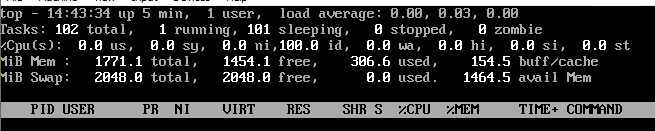 top - 14:43:34 up 5 min,  1 user,  load average: 0.00, 0.03, 0.00
Tasks: 102 total,   1 running, 101 sleeping,   0 stopped,   0 zombie
%Cpu(s):  0.0 us,  0.0 sy,  0.0 ni,100.0 id,  0.0 wa,  0.0 hi,  0.0 si,  0.0 st
MiB Mem :   1771.1 total,   1454.1 free,    306.6 used,    154.5 buff/cache
MiB Swap:   2048.0 total,   2048.0 free,      0.0 used.   1464.5 avail Mem
PID USER      PR  NI    VIRT    RES    SHR S  %CPU  %MEM     TIME+ COMMAND